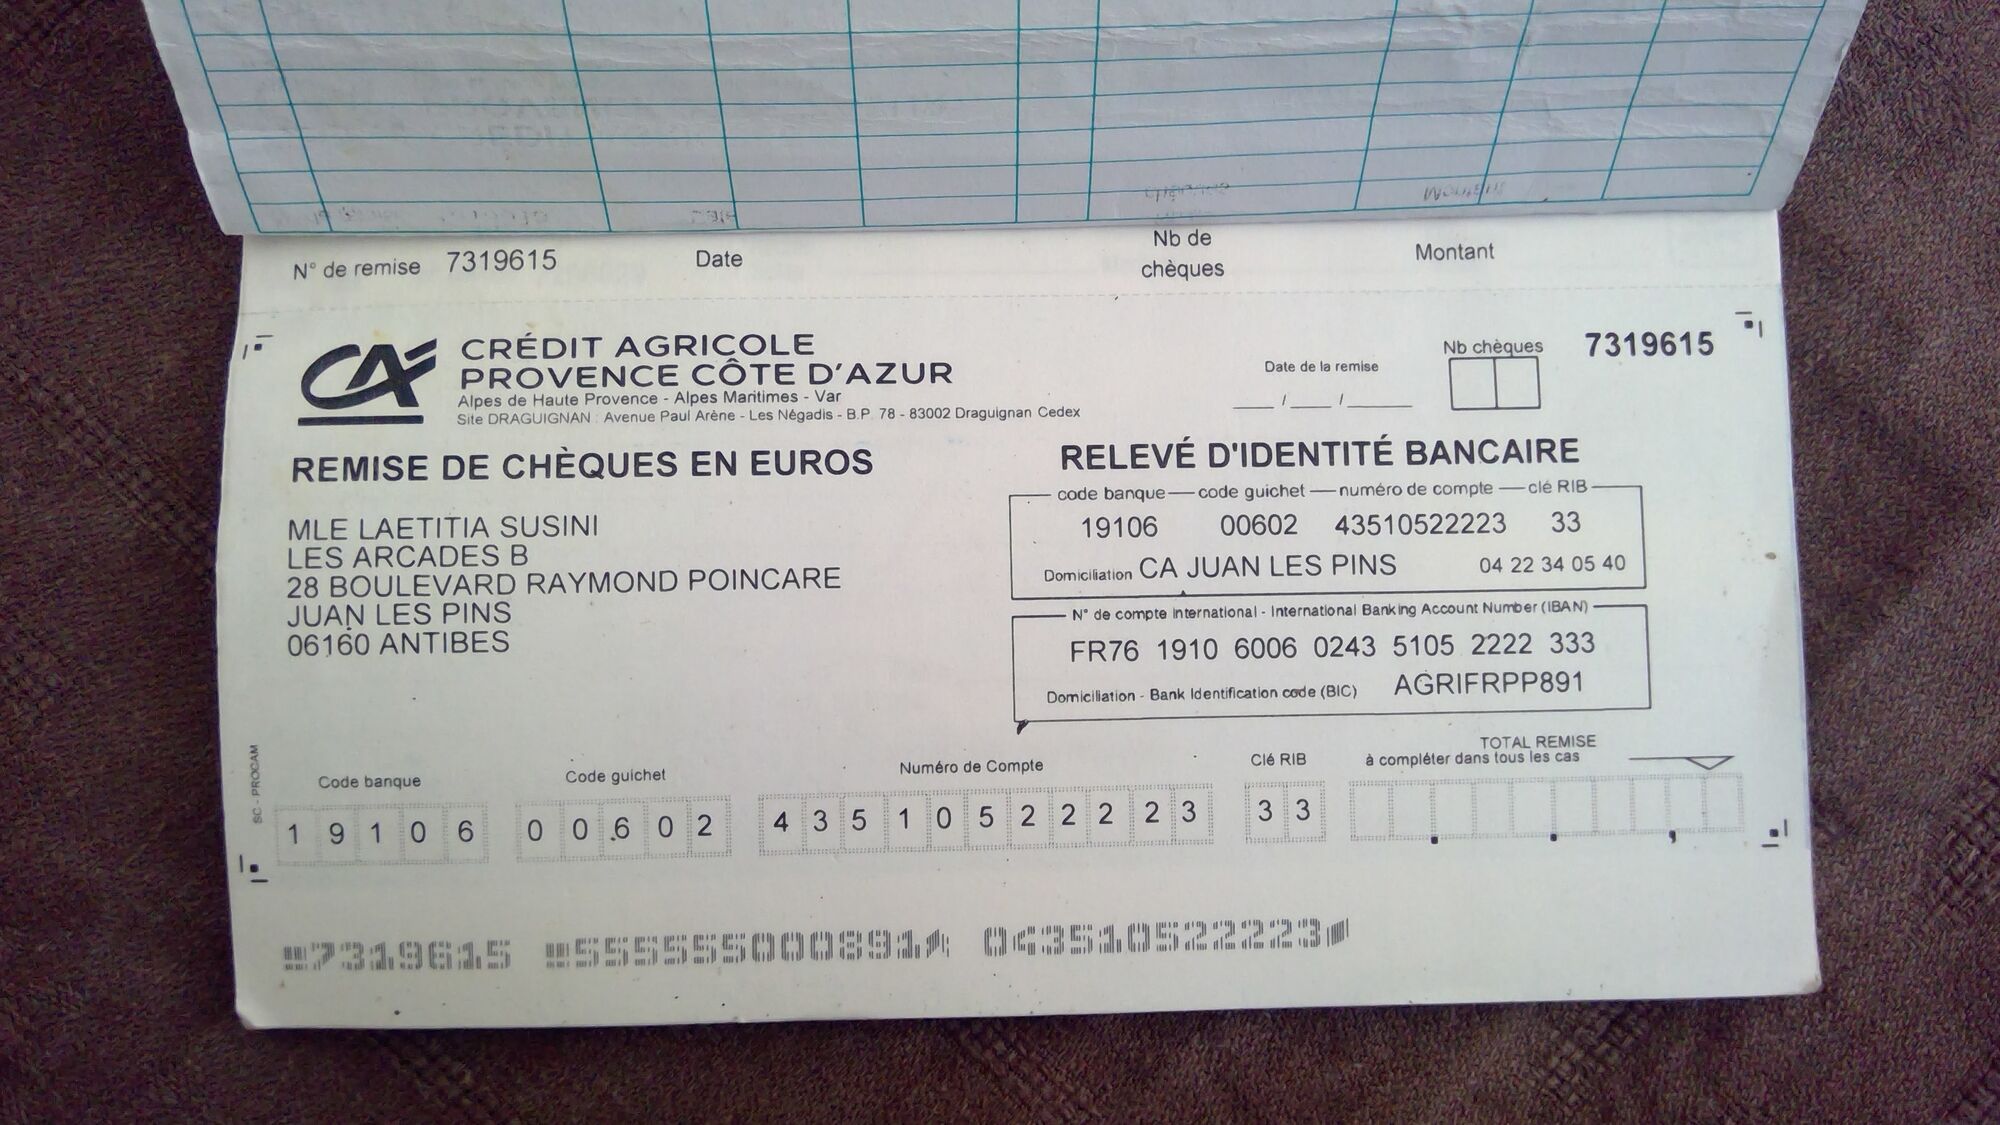 N° de remise 7319615 Date Nb de chèques Montant
CA CRÉDIT AGRICOLE
PROVENCE CÔTE D'AZUR
Alpes de Haute Provence - Alpes Maritimes - Var
Site DRAGUIGNAN : Avenue Paul Arène - Les Négadis - B.P. 78 - 83002 Draguignan Cedex
Date de la remise
__ / __ / ____
Nb chèques
7319615
REMISE DE CHÈQUES EN EUROS
MLE LAETITIA SUSINI
LES ARCADES B
28 BOULEVARD RAYMOND POINCARE
JUAN LES PINS
06160 ANTIBES
RELEVÉ D'IDENTITÉ BANCAIRE
code banque code guichet numéro de compte clé RIB
19106 00602 43510522223 33
Domiciliation CA JUAN LES PINS 04 22 34 05 40
N° de compte international - International Banking Account Number (IBAN)
FR76 1910 6006 0243 5105 2222 333
Domiciliation - Bank Identification code (BIC) AGRIFRPP891
SC - PROCAM
Code banque Code guichet Numéro de Compte Clé RIB
TOTAL REMISE
à compléter dans tous les cas
1 9 1 0 6 0 0 6 0 2 4 3 5 1 0 5 2 2 2 2 3 3 3
7319615 555555000891 043510522223